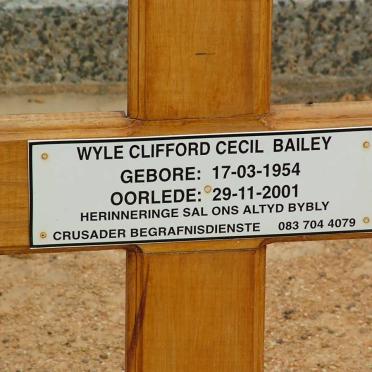 WYLE CLIFFORD CECIL BAILEY
GEBORE: 17-03-1954
OORLEDE: 29-11-2001
HERINNERINGE SAL ONS ALTYD BYBLY
CRUSADER BEGRAFNISDIENSTE 083 704 4079